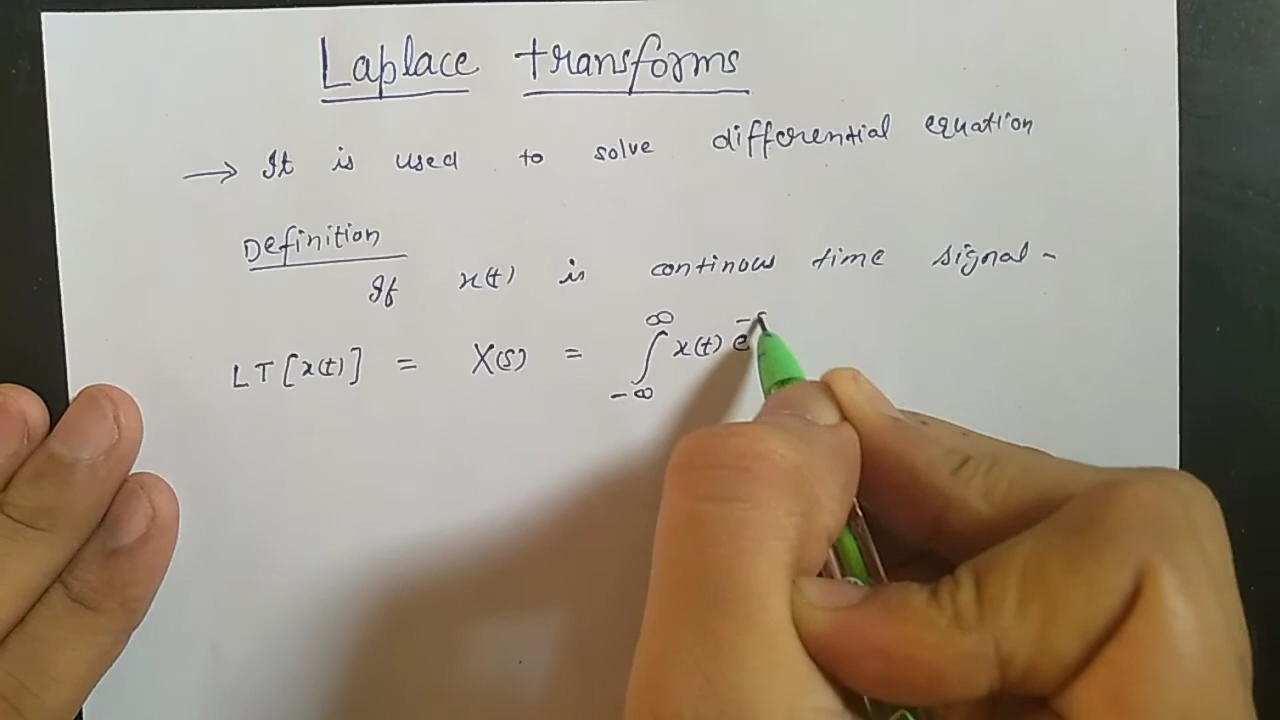 Laplace transforms
→ It is used to solve differential equation
Definition
If x(t) is continous time signal -
LT[x(t)] = X(s) = ∫_{-∞}^{∞} x(t) e^{-s}